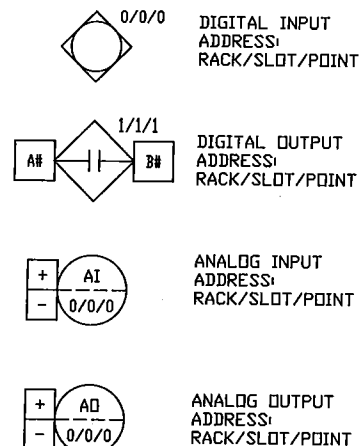 0/0/0
DIGITAL INPUT
ADDRESS:
RACK/SLOT/POINT
1/1/1
A#
B#
DIGITAL OUTPUT
ADDRESS:
RACK/SLOT/POINT
+
-
AI
0/0/0
ANALOG INPUT
ADDRESS:
RACK/SLOT/POINT
+
-
AO
0/0/0
ANALOG OUTPUT
ADDRESS:
RACK/SLOT/POINT